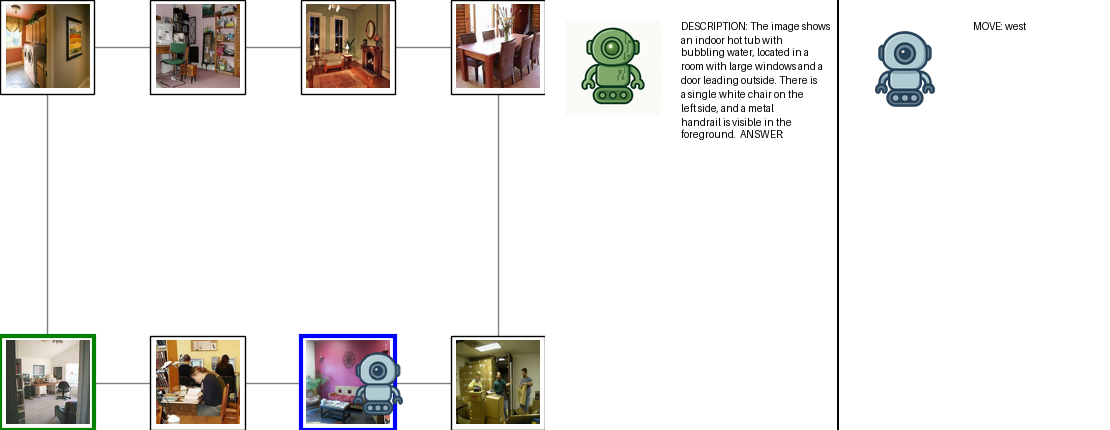 DESCRIPTION: The image shows
an indoor hot tub with
bubbling water, located in a
room with large windows and a
door leading outside. There is
a single white chair on the
left side, and a metal
handrail is visible in the
foreground. ANSWER
MOVE: west